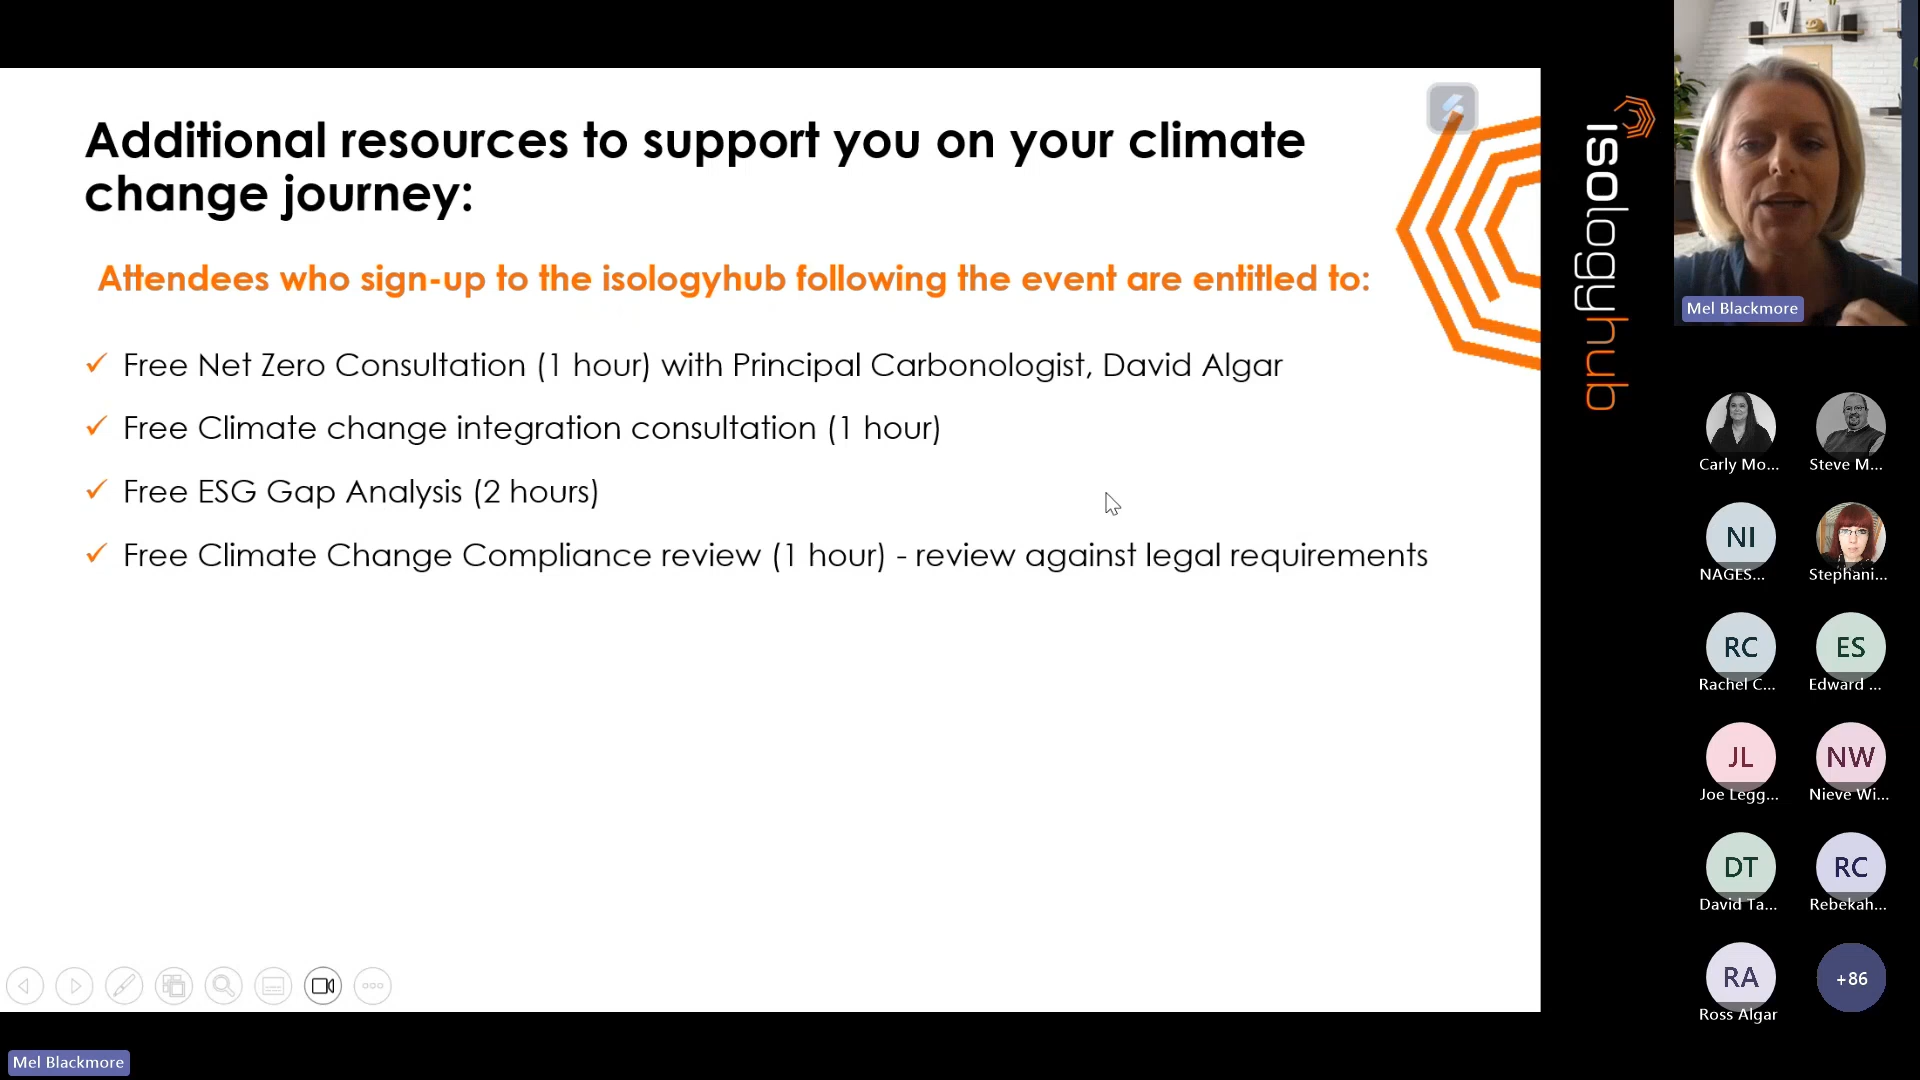 Additional resources to support you on your climate
change journey:
Attendees who sign-up to the isologyhub following the event are entitled to:
✓ Free Net Zero Consultation (1 hour) with Principal Carbonologist, David Algar
✓ Free Climate change integration consultation (1 hour)
✓ Free ESG Gap Analysis (2 hours)
✓ Free Climate Change Compliance review (1 hour) - review against legal requirements
isologyhub
Mel Blackmore
Carly Mo...
Steve M...
NI
NAGES...
Stephani...
RC
Rachel C...
ES
Edward ...
JL
Joe Legg...
NW
Nieve Wi...
DT
David Ta...
RC
Rebekah...
RA
Ross Algar
+86
Mel Blackmore